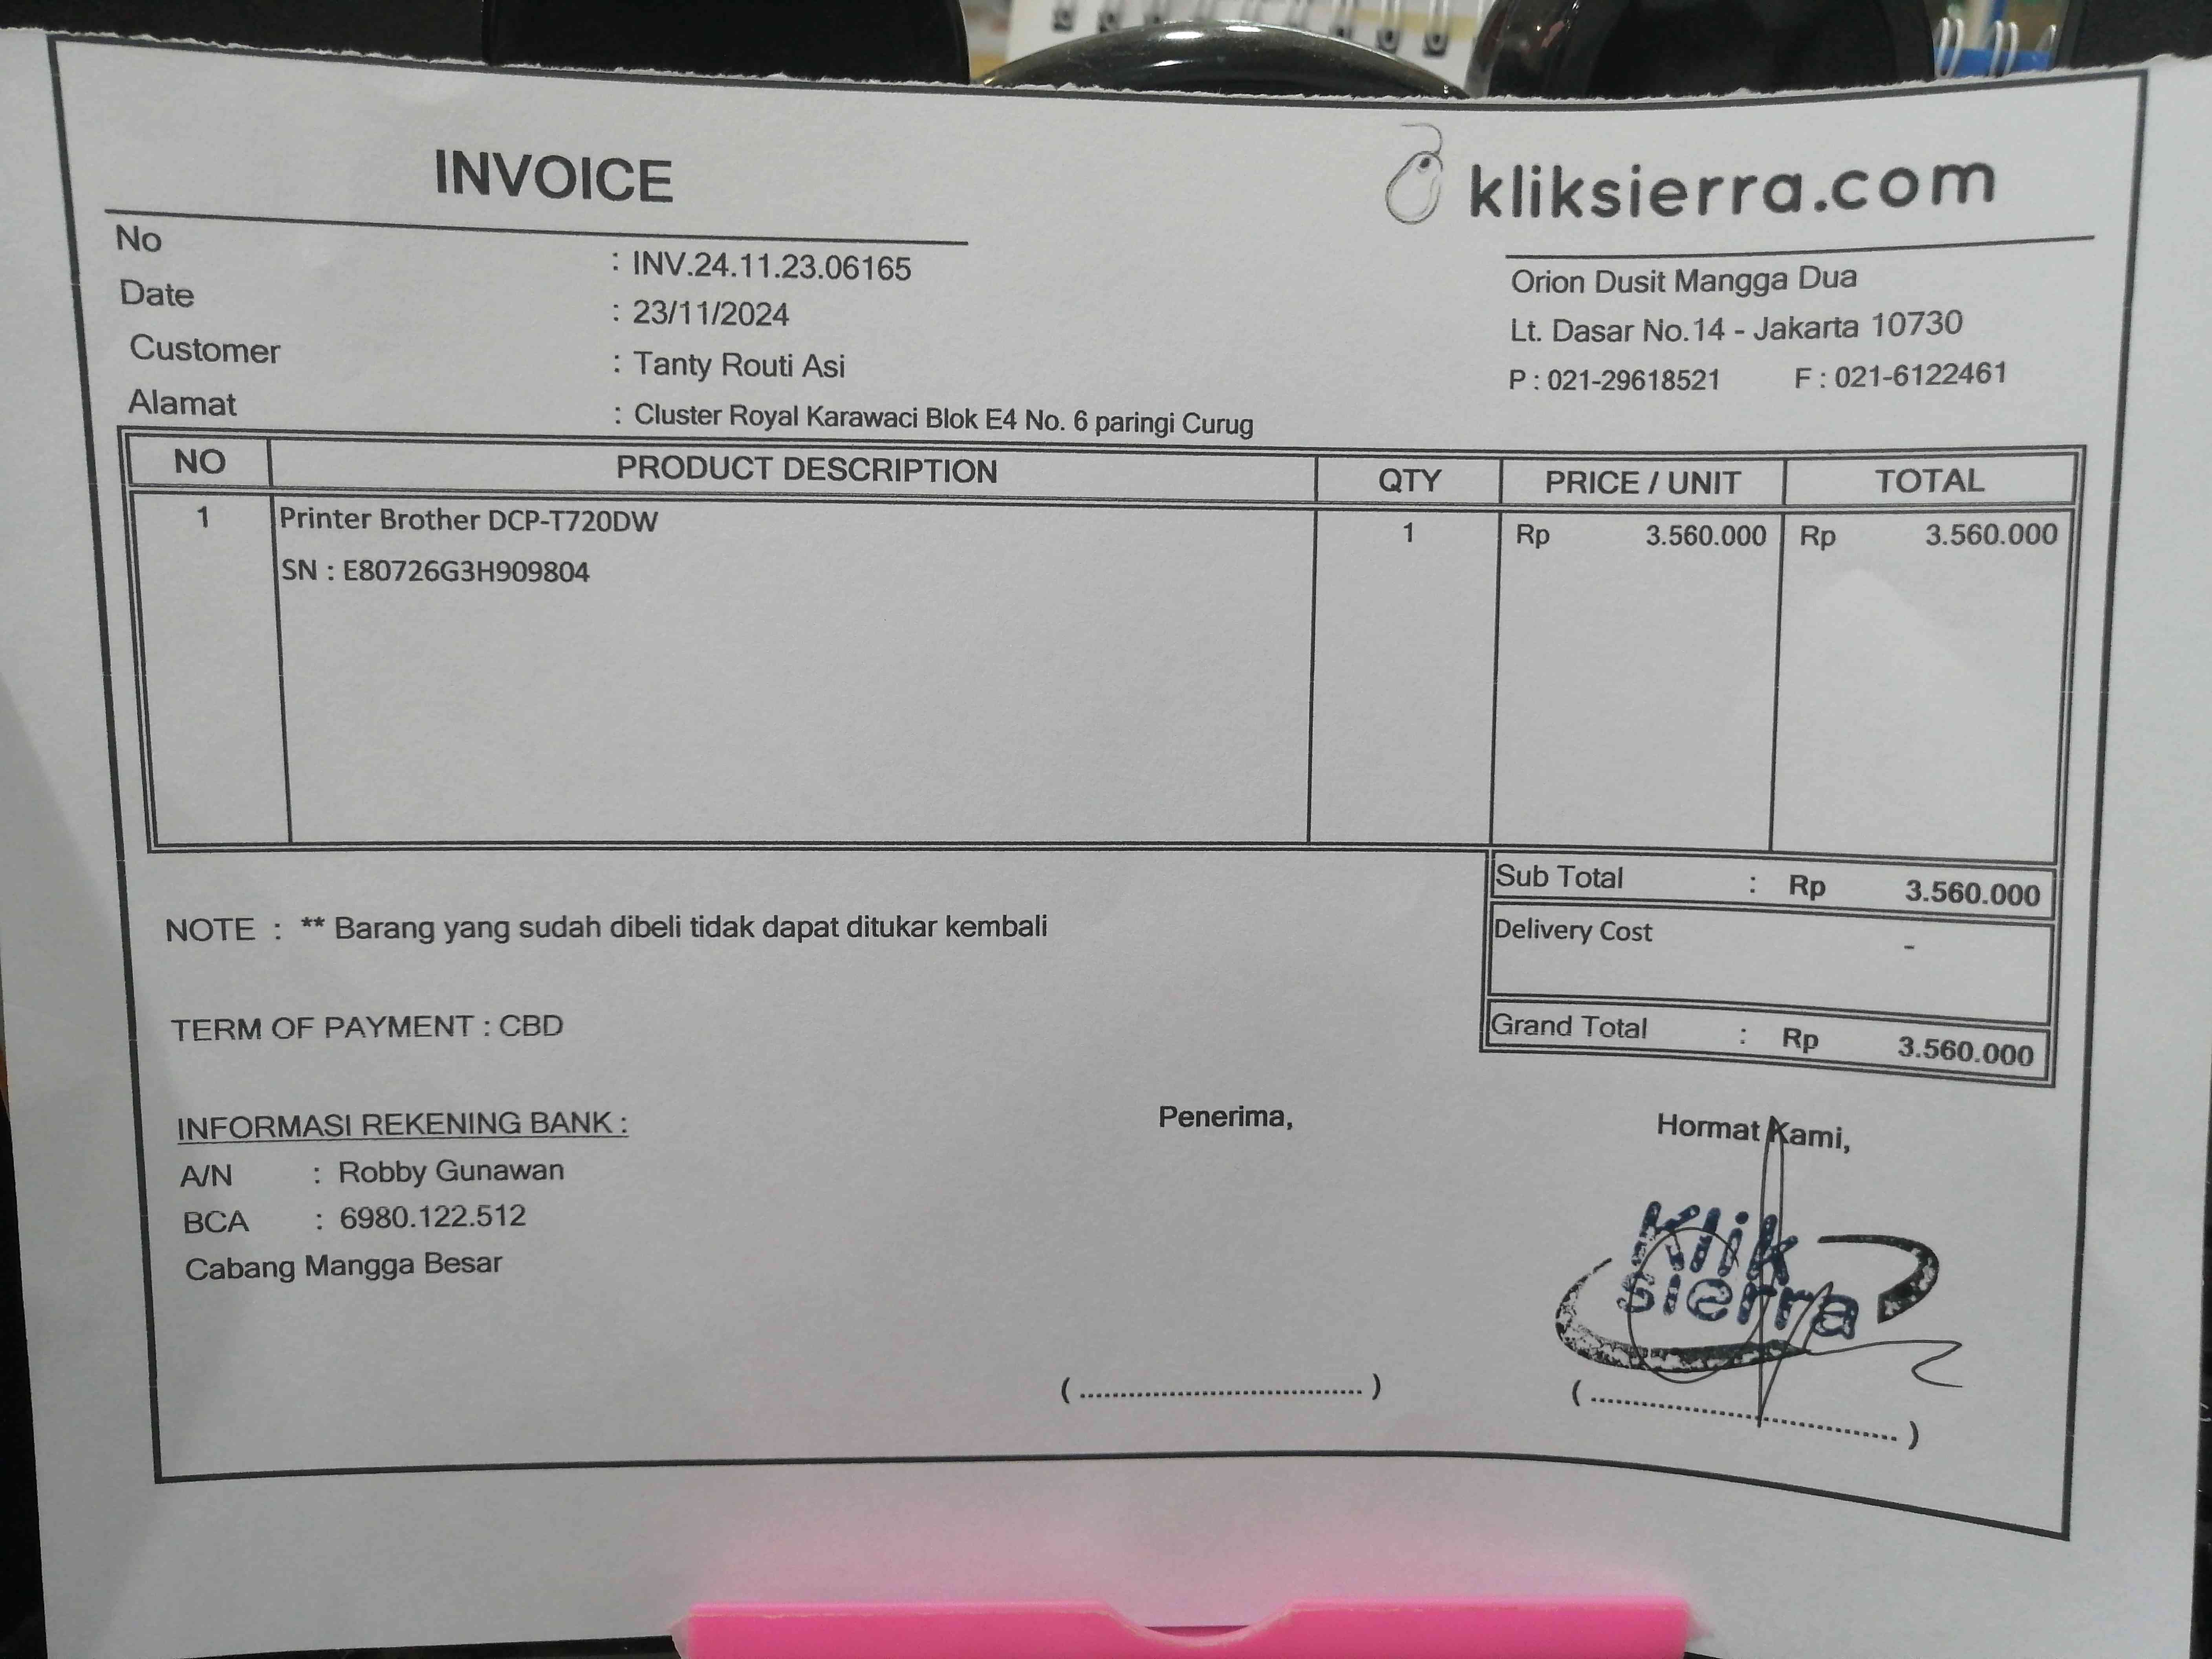 INVOICE
kliksierra.com
No : INV.24.11.23.06165
Date : 23/11/2024
Customer : Tanty Routi Asi
Alamat : Cluster Royal Karawaci Blok E4 No. 6 paringi Curug
Orion Dusit Mangga Dua
Lt. Dasar No.14 - Jakarta 10730
P : 021-29618521 F : 021-6122461
NO PRODUCT DESCRIPTION QTY PRICE / UNIT TOTAL
1 Printer Brother DCP-T720DW 1 Rp 3.560.000 Rp 3.560.000
SN : E80726G3H909804
Sub Total : Rp 3.560.000
NOTE : ** Barang yang sudah dibeli tidak dapat ditukar kembali
Delivery Cost -
TERM OF PAYMENT : CBD
Grand Total : Rp 3.560.000
INFORMASI REKENING BANK :
A/N : Robby Gunawan
BCA : 6980.122.512
Cabang Mangga Besar
Penerima,
(................................)
Hormat Kami,
Klik
sierra
(................................)